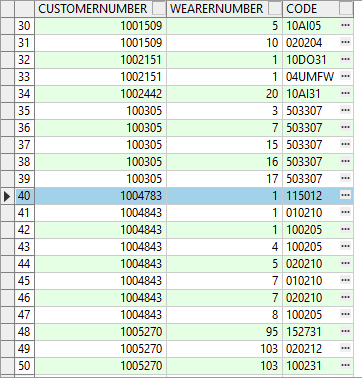 CUSTOMERNUMBER WEARERNUMBER CODE
30 1001509 5 10AI05 ...
31 1001509 10 020204 ...
32 1002151 1 10DO31 ...
33 1002151 1 04UMFW ...
34 1002442 20 10AI31 ...
35 100305 3 503307 ...
36 100305 7 503307 ...
37 100305 15 503307 ...
38 100305 16 503307 ...
39 100305 17 503307 ...
40 1004783 1 115012 ...
41 1004843 1 010210 ...
42 1004843 1 100205 ...
43 1004843 4 100205 ...
44 1004843 5 020210 ...
45 1004843 7 010210 ...
46 1004843 7 020210 ...
47 1004843 8 100205 ...
48 1005270 95 152731 ...
49 1005270 103 020212 ...
50 1005270 103 100231 ...